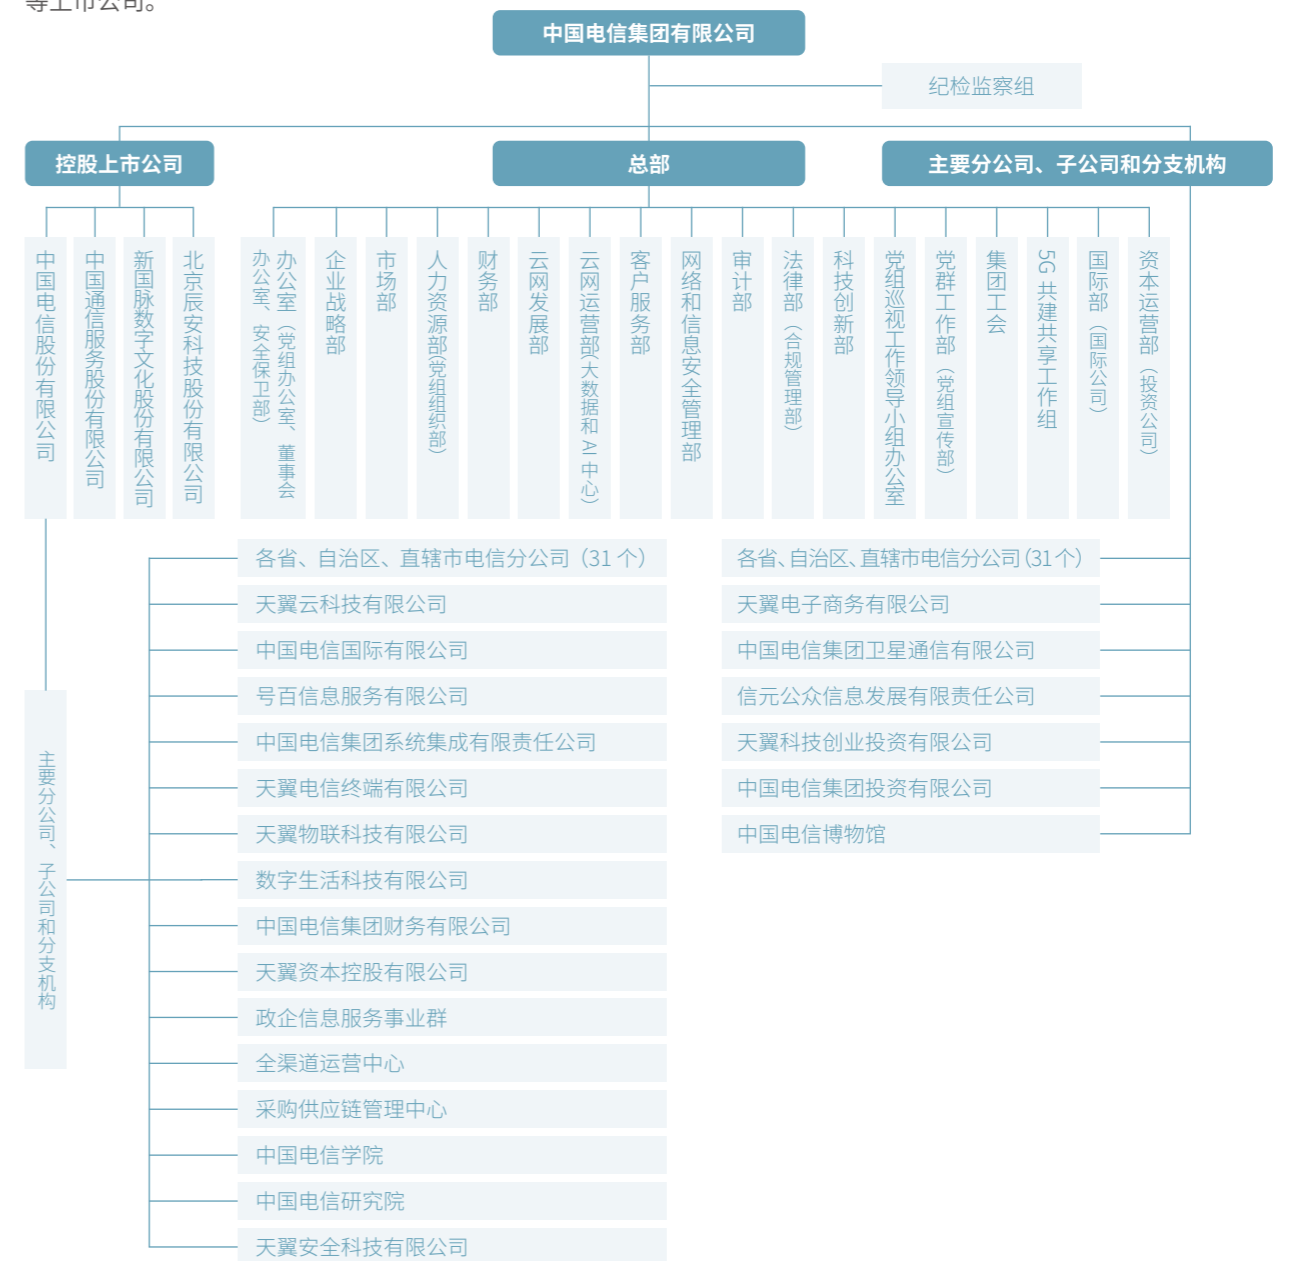 等上市公司。
中国电信集团有限公司
纪检监察组
控股上市公司
总部
主要分公司、子公司和分支机构
中国电信股份有限公司
中国通信服务股份有限公司
新国脉数字文化股份有限公司
北京辰安科技股份有限公司
办公室（党组办公室、董事会
办公室、安全保卫部）
企业战略部
市场部
人力资源部（党组组织部）
财务部
云网发展部
云网运营部（大数据和 AI 中心）
客户服务部
网络和信息安全管理部
审计部
法律部（合规管理部）
科技创新部
党组巡视工作领导小组办公室
党群工作部（党组宣传部）
集团工会
5G 共建共享工作组
国际部（国际公司）
资本运营部（投资公司）
主要分公司、子公司和分支机构
各省、自治区、直辖市电信分公司（31 个）
天翼云科技有限公司
中国电信国际有限公司
号百信息服务有限公司
中国电信集团系统集成有限责任公司
天翼电信终端有限公司
天翼物联科技有限公司
数字生活科技有限公司
中国电信集团财务有限公司
天翼资本控股有限公司
政企信息服务事业群
全渠道运营中心
采购供应链管理中心
中国电信学院
中国电信研究院
天翼安全科技有限公司
各省、自治区、直辖市电信分公司（31个）
天翼电子商务有限公司
中国电信集团卫星通信有限公司
信元公众信息发展有限责任公司
天翼科技创业投资有限公司
中国电信集团投资有限公司
中国电信博物馆